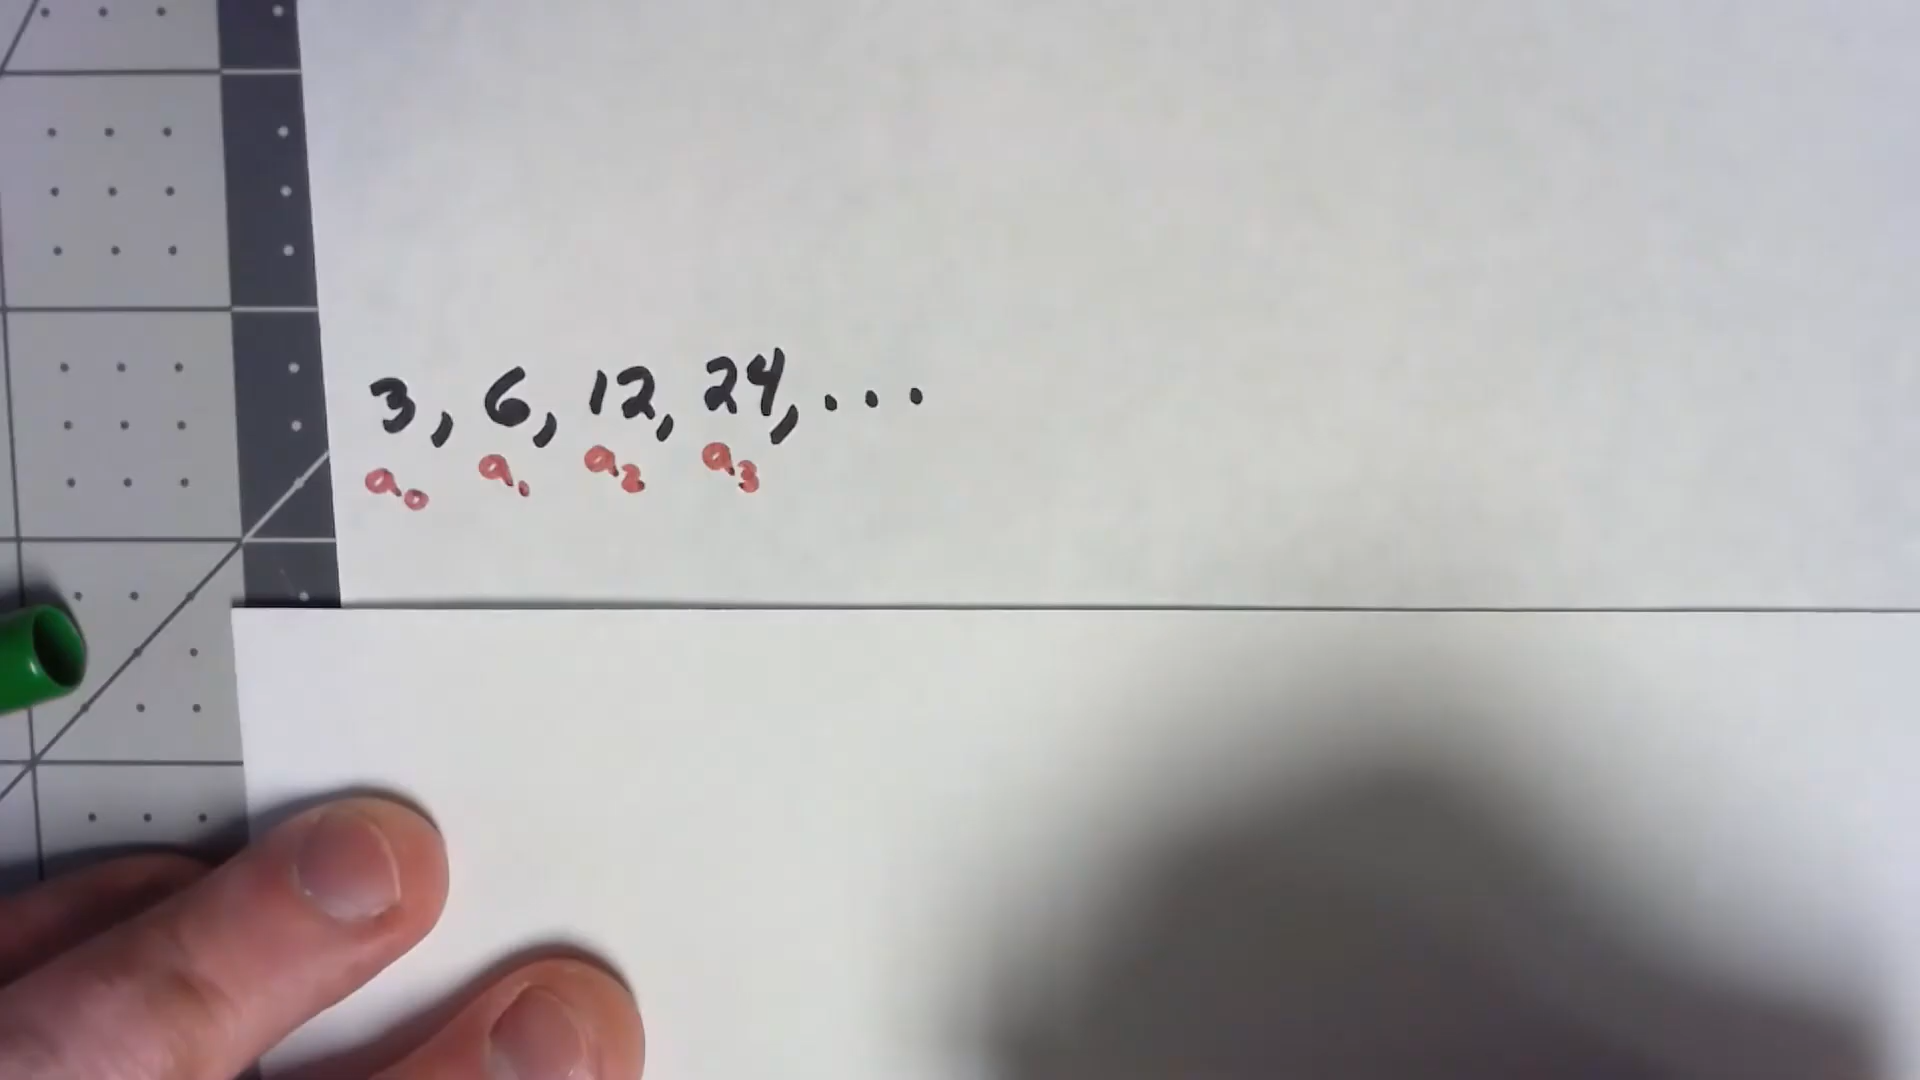 3, 6, 12, 24, ...
a₀ a₁ a₂ a₃